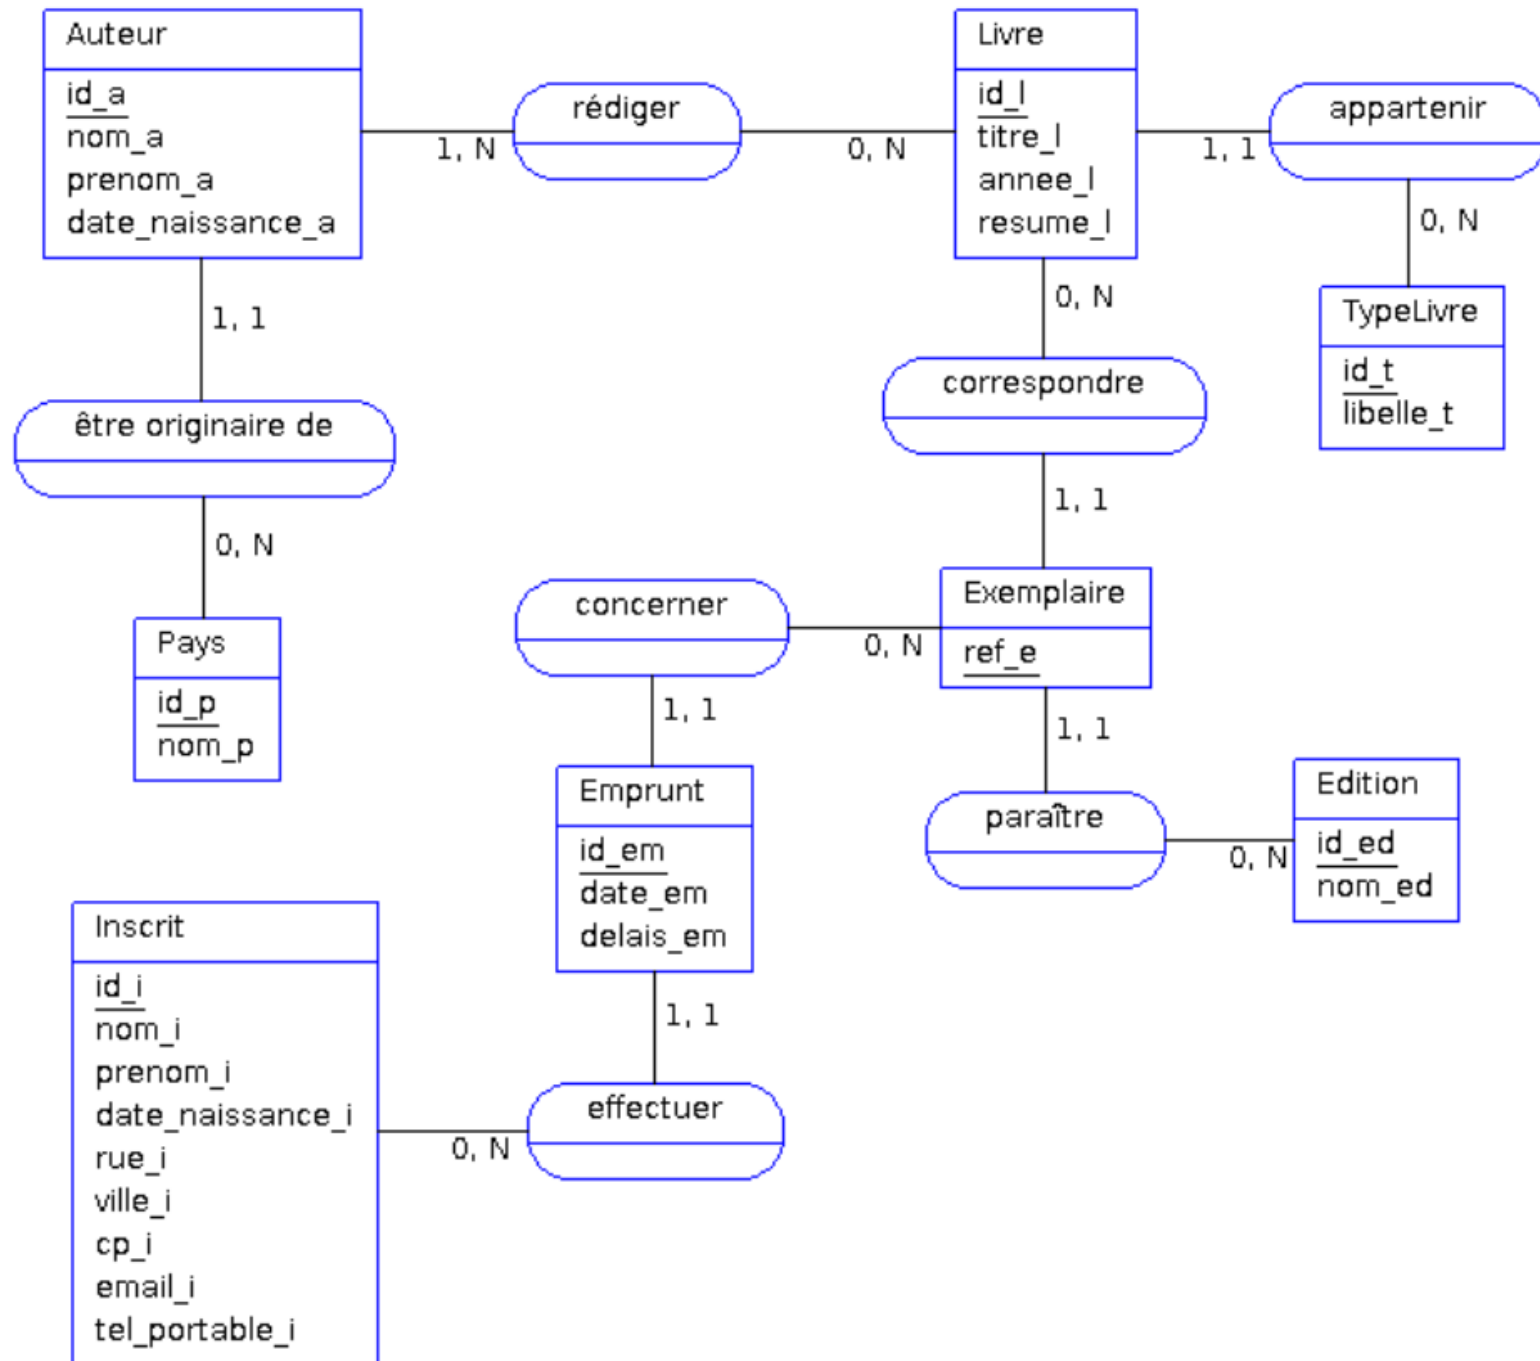 Auteur
id_a
nom_a
prenom_a
date_naissance_a
1, N
rédiger
0, N
Livre
id_l
titre_l
annee_l
resume_l
1, 1
appartenir
0, N
TypeLivre
id_t
libelle_t
1, 1
être originaire de
0, N
Pays
id_p
nom_p
0, N
correspondre
1, 1
Exemplaire
ref_e
0, N
concerner
1, 1
Emprunt
id_em
date_em
delais_em
1, 1
paraître
0, N
Edition
id_ed
nom_ed
1, 1
effectuer
0, N
Inscrit
id_i
nom_i
prenom_i
date_naissance_i
rue_i
ville_i
cp_i
email_i
tel_portable_i